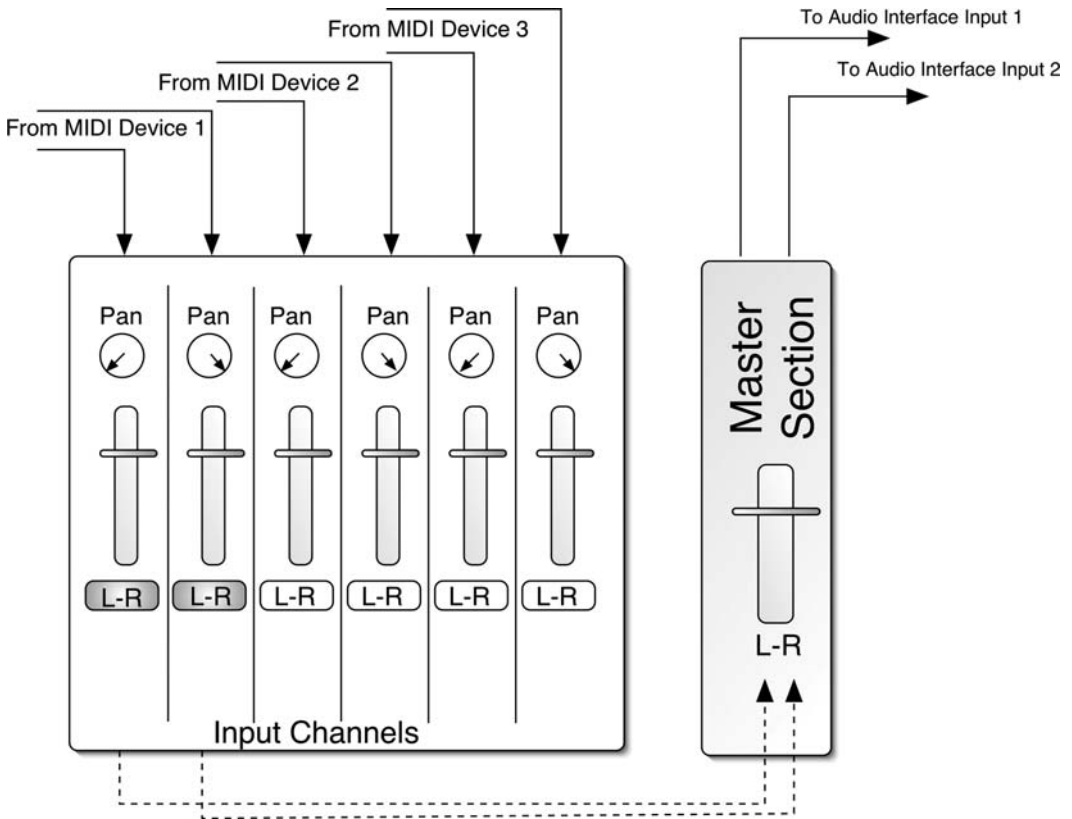 To Audio Interface Input 1
From MIDI Device 3
To Audio Interface Input 2
From MIDI Device 2
From MIDI Device 1
Pan Pan Pan Pan Pan Pan
Master
Section
L-R L-R L-R L-R L-R L-R
L-R
Input Channels